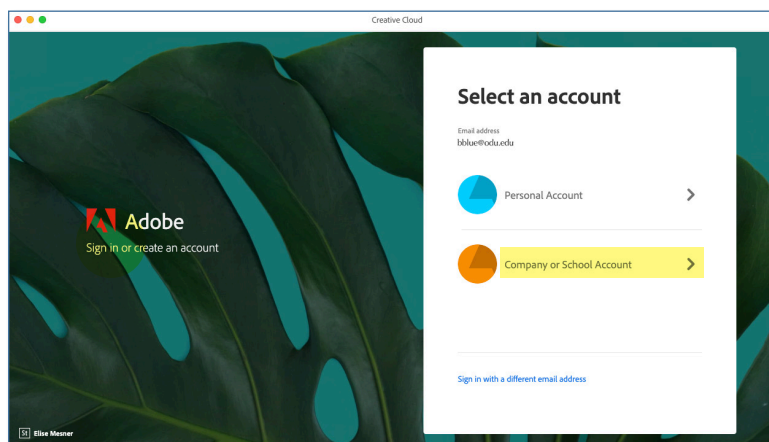 Creative Cloud
Adobe
Sign in or create an account
St Elise Mesner
Select an account
Email address
bblue@odu.edu
Personal Account
Company or School Account
Sign in with a different email address